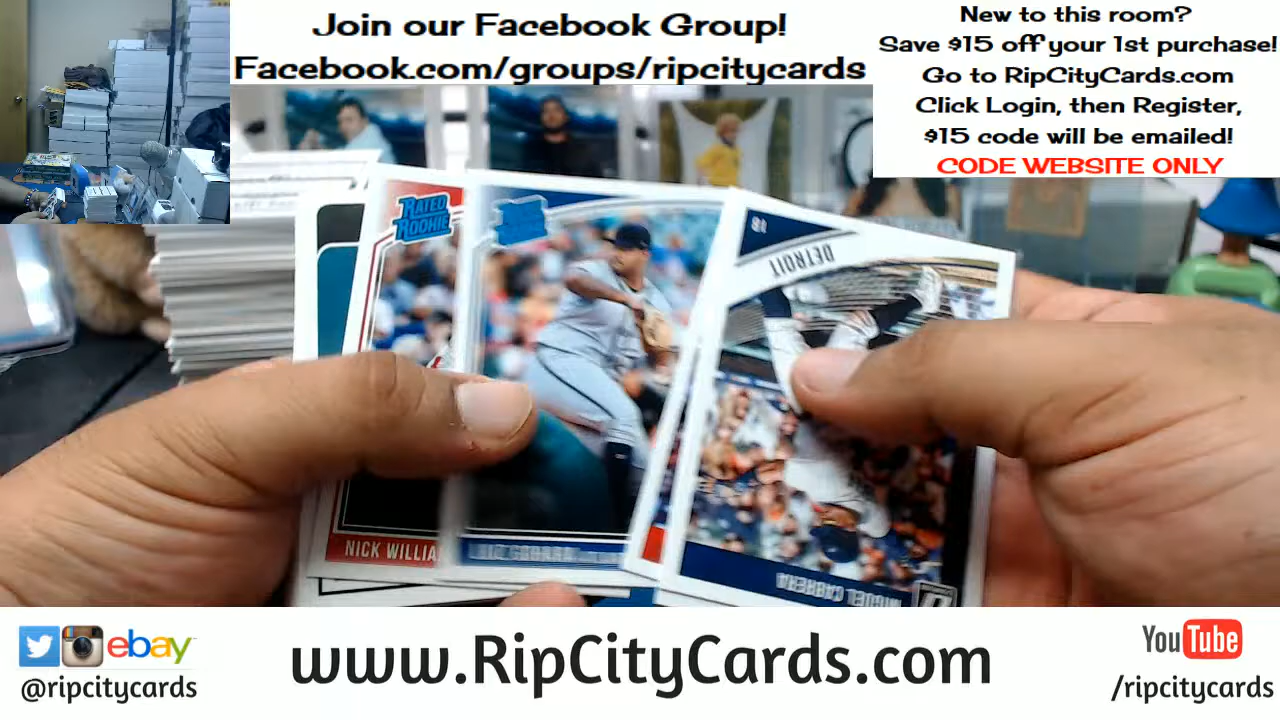 Join our Facebook Group!
Facebook.com/groups/ripcitycards
New to this room?
Save $15 off your 1st purchase!
Go to RipCityCards.com
Click Login, then Register,
$15 code will be emailed!
CODE WEBSITE ONLY
RATED
ROOKIE
DETROIT
NICK WILLIA
MIGUEL CABRERA
ebay
@ripcitycards
www.RipCityCards.com
YouTube
/ripcitycards